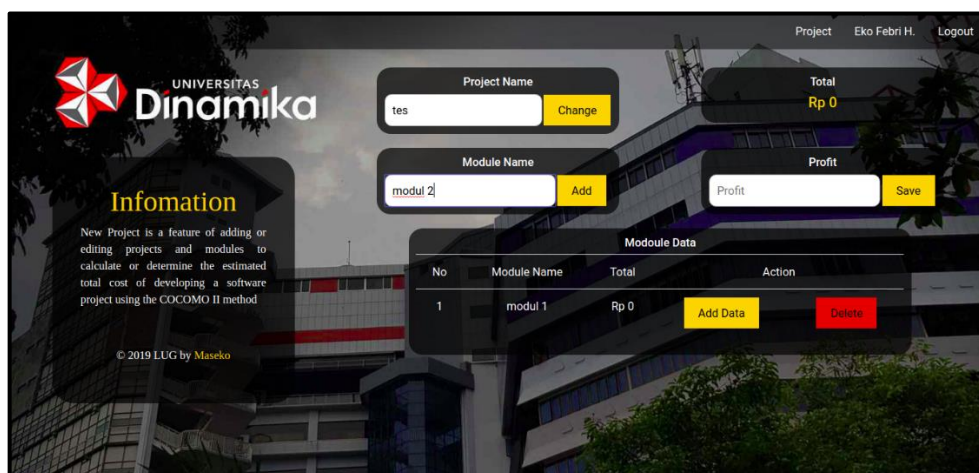 Project Eko Febri H. Logout
UNIVERSITAS
Dinamika
Project Name
tes
Change
Total
Rp 0
Module Name
modul 2
Add
Profit
Profit
Save
Infomation
New Project is a feature of adding or
editing projects and modules to
calculate or determine the estimated
total cost of developing a software
project using the COCOMO II method
© 2019 LUG by Maseko
Modoule Data
No Module Name Total Action
1 modul 1 Rp 0 Add Data Delete